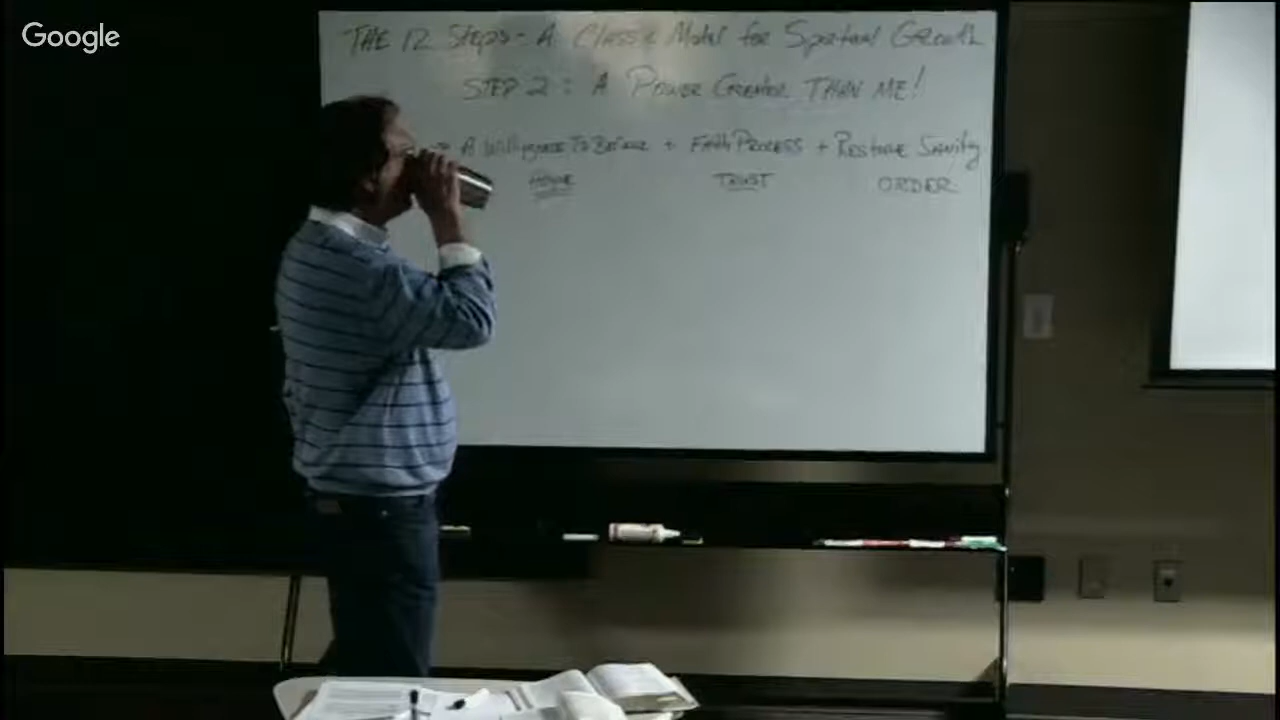 Google
THE 12 Steps - A Classic Model for Spiritual Growth
STEP 2 : A Power Greater Than ME!
A Willingness To Believe + Faith Process + Restore Sanity
HOPE TRUST ORDER